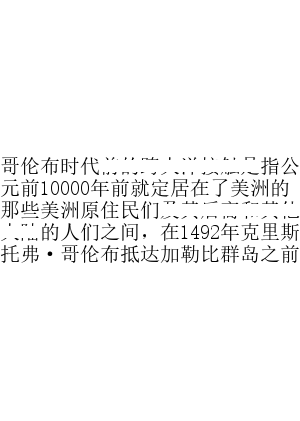 哥伦布时代是指公
元前10000年前就定居在了美洲的
那些美洲原住民们
的人们之间，在1492年克里斯
托弗·哥伦布抵达加勒比群岛之前